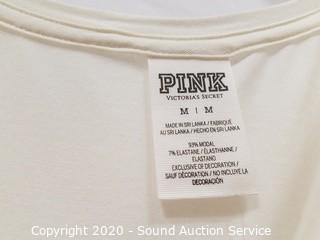 PINK
VICTORIA'S SECRET
M | M
MADE IN SRI LANKA / FABRIQUÉ
AU SRI LANKA / HECHO EN SRI LANKA
93% MODAL
7% ELASTANE / ÉLASTHANNE /
ELASTANO
EXCLUSIVE OF DECORATION /
SAUF DÉCORATION / NO INCLUYE LA
DECORACIÓN
Copyright 2020 - Sound Auction Service